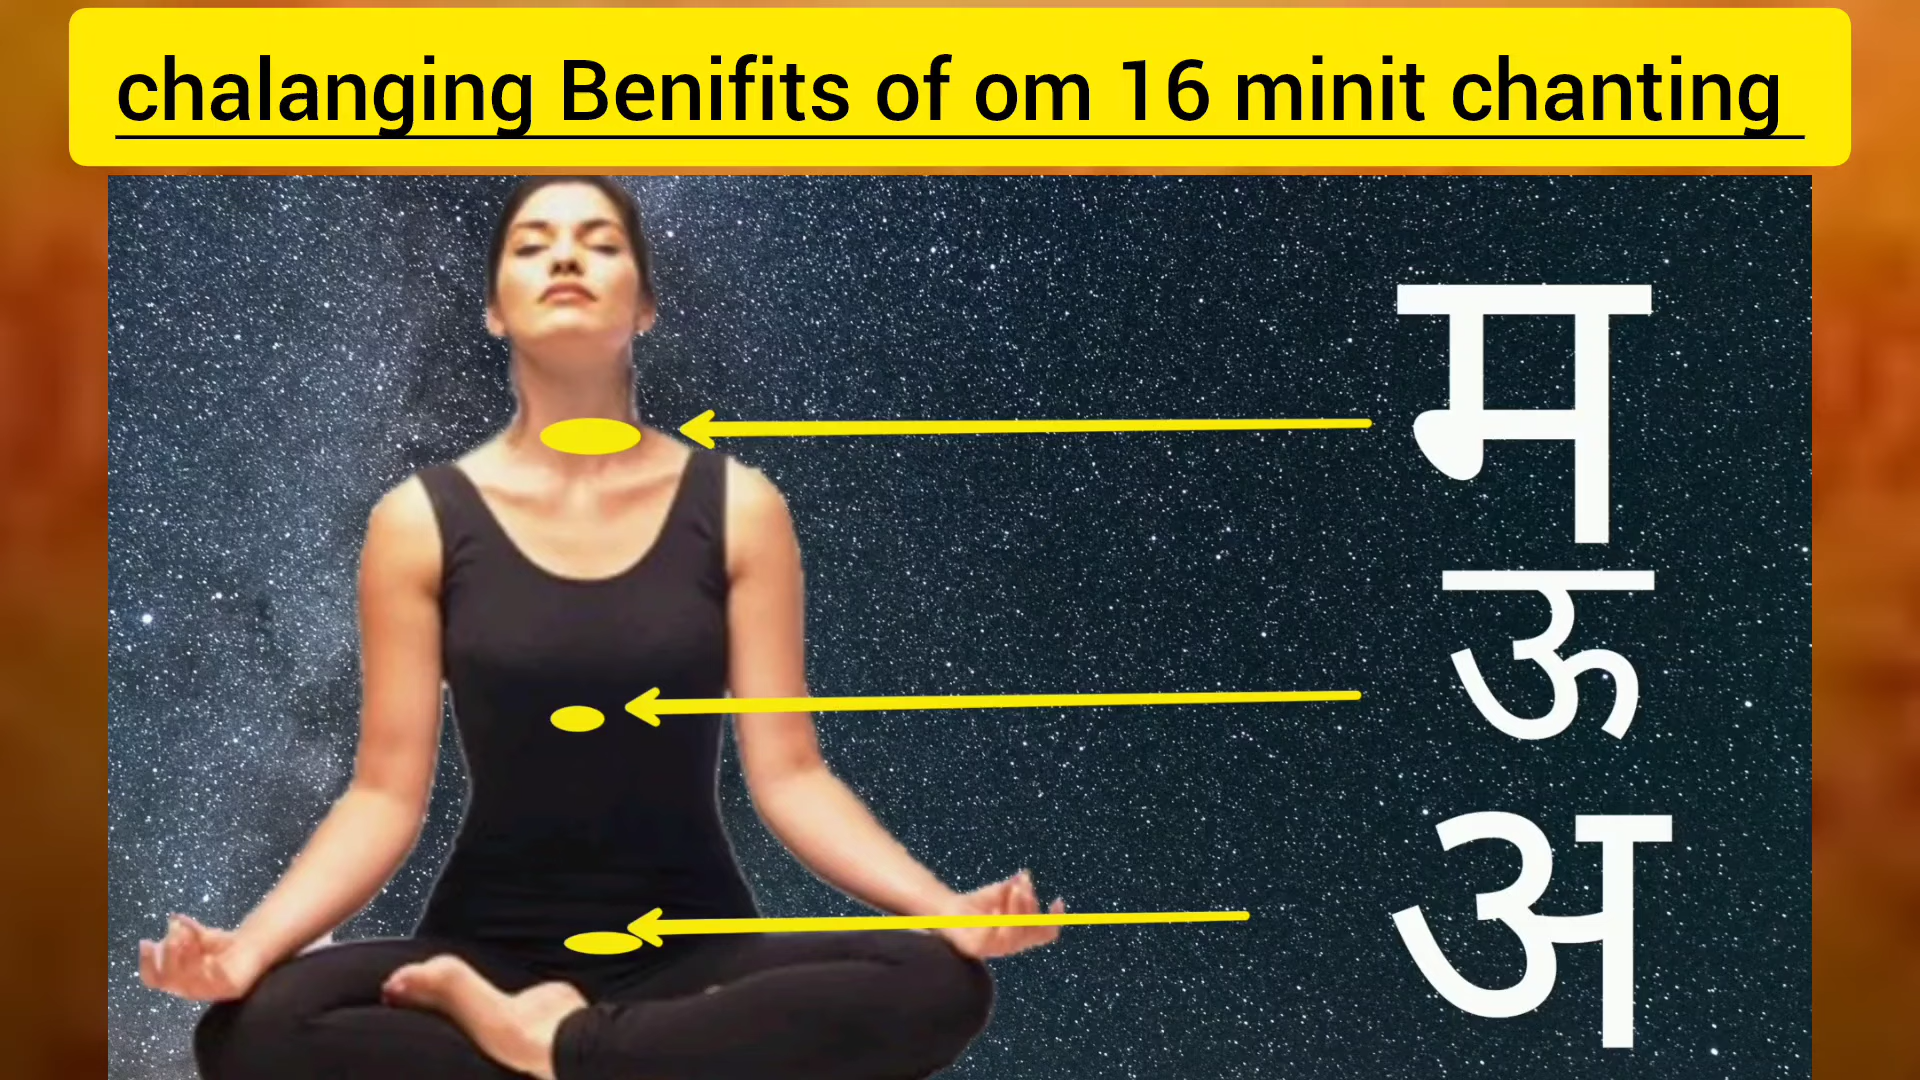 chalanging Benifits of om 16 minit chanting
म
ऊ
अ